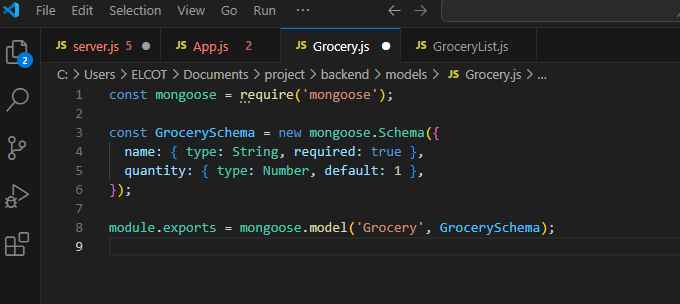 File Edit Selection View Go Run ...
JS server.js 5 JS App.js 2 JS Grocery.js JS GroceryList.js
2 C: > Users > ELCOT > Documents > project > backend > models > JS Grocery.js > ...
1 const mongoose = require('mongoose');
2
3 const GrocerySchema = new mongoose.Schema({
4 name: { type: String, required: true },
5 quantity: { type: Number, default: 1 },
6 });
7
8 module.exports = mongoose.model('Grocery', GrocerySchema);
9